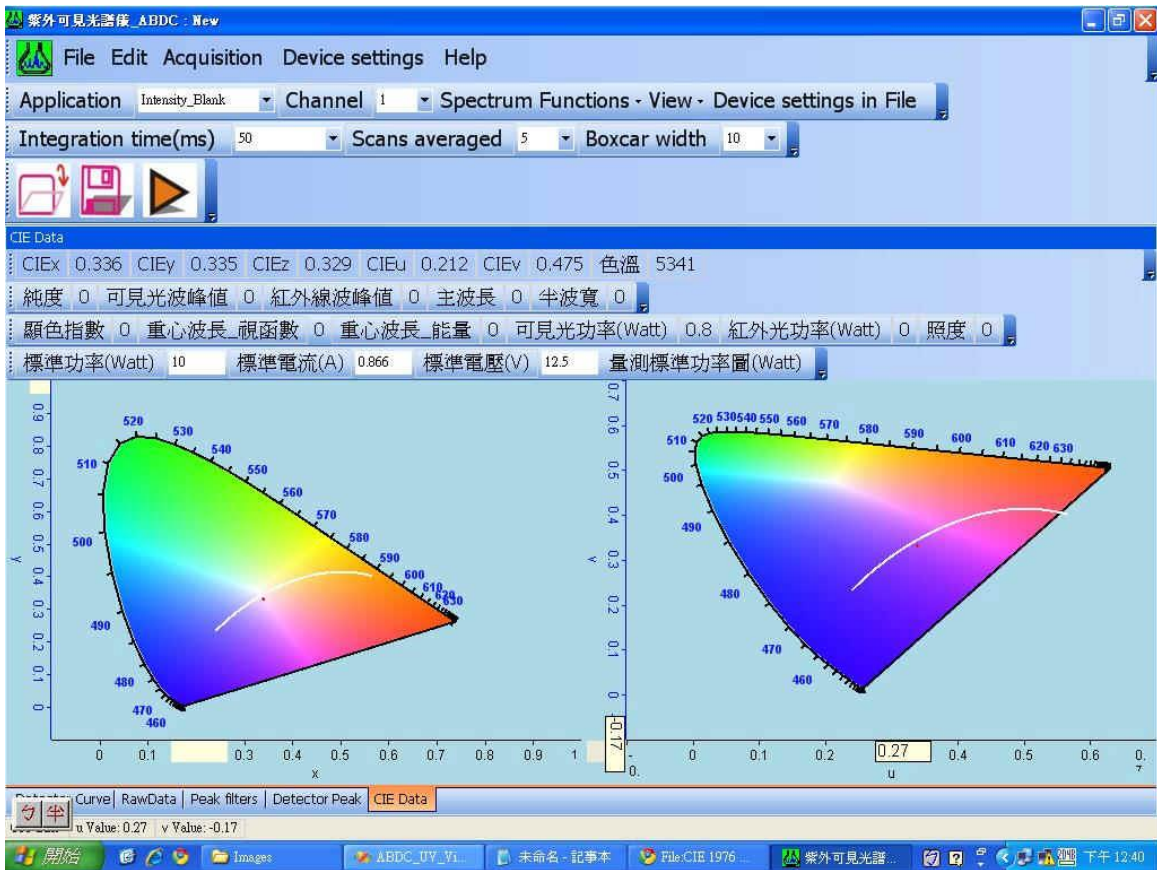 紫外可見光譜儀_ABDC : New
File Edit Acquisition Device settings Help
Application Intensity_Blank Channel 1 Spectrum Functions - View - Device settings in File
Integration time(ms) 50 Scans averaged 5 Boxcar width 10
CIE Data
CIEx 0.336 CIEy 0.335 CIEz 0.329 CIEu 0.212 CIEv 0.475 色溫 5341
純度 0 可見光波峰值 0 紅外線波峰值 0 主波長 0 半波寬 0
顯色指數 0 重心波長_視函數 0 重心波長_能量 0 可見光功率(Watt) 0.8 紅外光功率(Watt) 0 照度 0
標準功率(Watt) 10 標準電流(A) 0.866 標準電壓(V) 12.5 量測標準功率圖(Watt)
0.9 0.8 0.7 0.6 0.5 0.4 0.3 0.2 0.1 0
y
520 530 540 550 560 570 580 590 600 610 620 630
510 500 490 480 470 460
0 0.1 0.3 0.4 0.5 0.6 0.7 0.8 0.9 1
x
0.7 0.6 0.5 0.4 0.3 0.2 0.1 0 -0.17
v
520 530 540 550 560 570 580 590 600 610 620 630
510 500 490 480 470 460
0 0.1 0.2 0.27 0.4 0.5 0.6
u
Curve RawData Peak filters Detector Peak CIE Data
ㄅ 半
u Value: 0.27 v Value: -0.17
開始 Images ABDC_UV_Vi... 未命名 - 記事本 File:CIE 1976 ... 紫外可見光譜... 下午 12:40